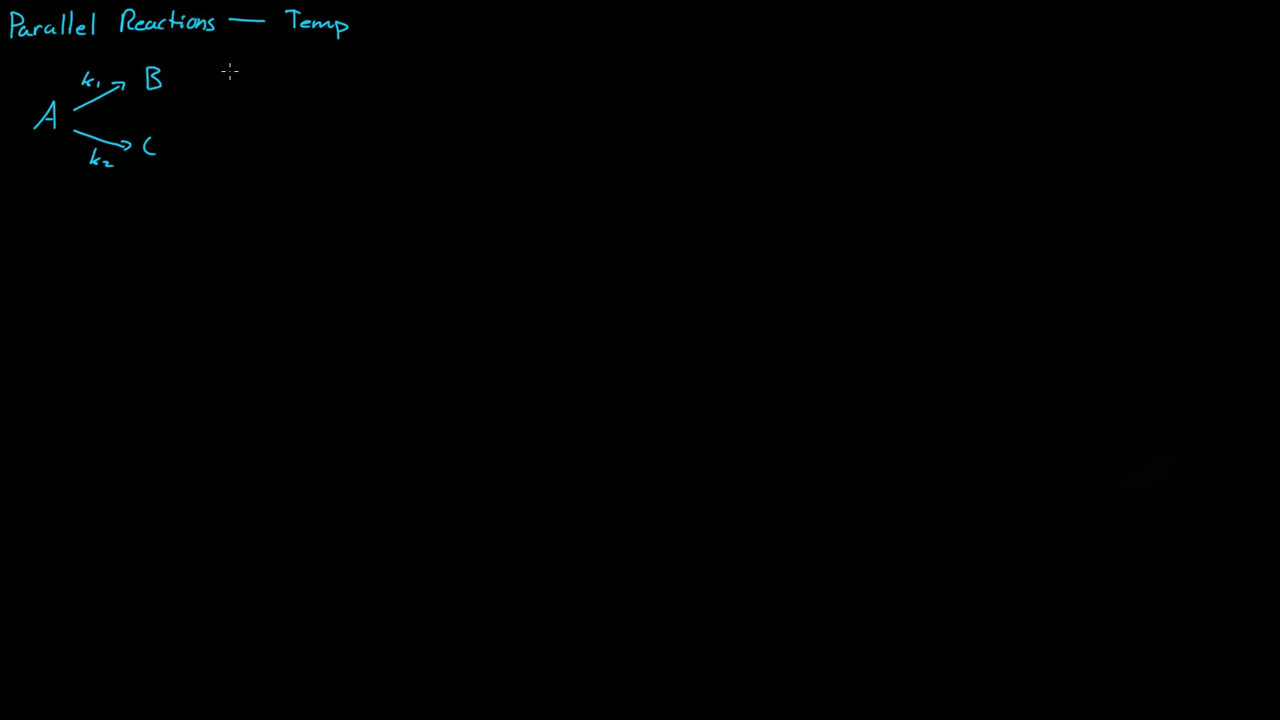 Parallel Reactions — Temp
k₁ B
A
C
k₂